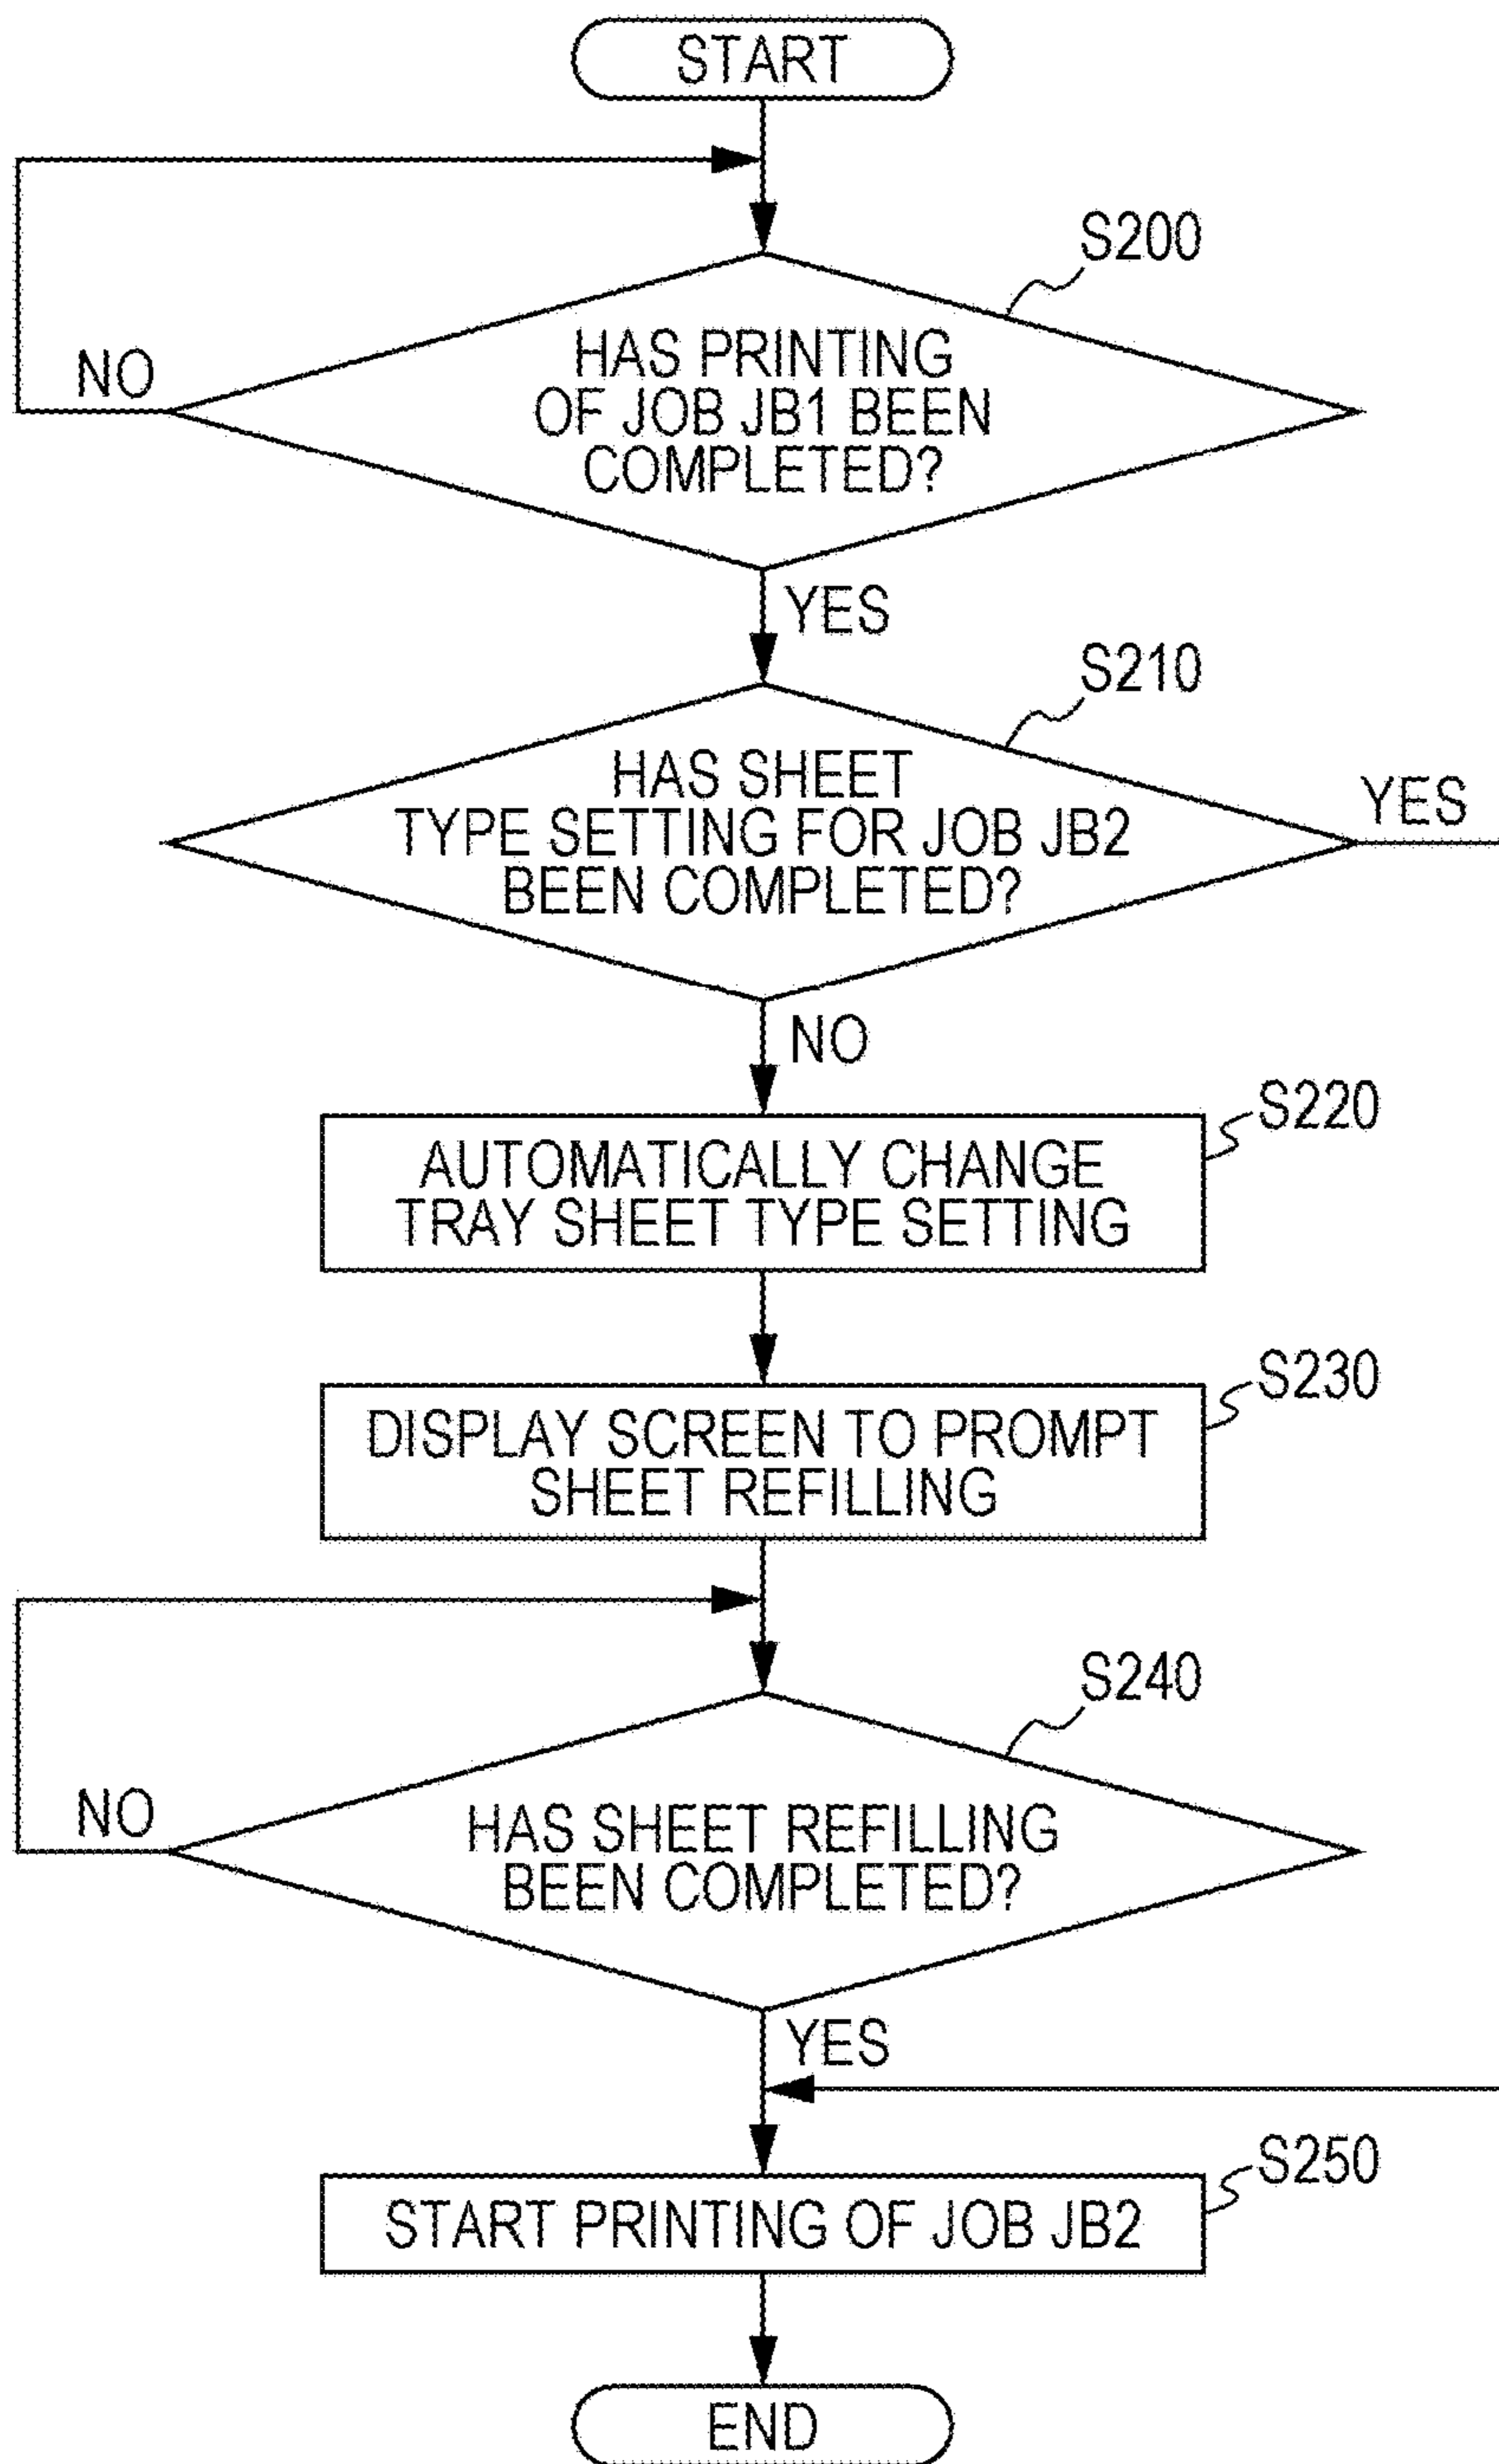 START
S200
HAS PRINTING
OF JOB JB1 BEEN
COMPLETED?
NO
YES
S210
HAS SHEET
TYPE SETTING FOR JOB JB2
BEEN COMPLETED?
YES
NO
S220
AUTOMATICALLY CHANGE
TRAY SHEET TYPE SETTING
S230
DISPLAY SCREEN TO PROMPT
SHEET REFILLING
S240
HAS SHEET REFILLING
BEEN COMPLETED?
NO
YES
S250
START PRINTING OF JOB JB2
END